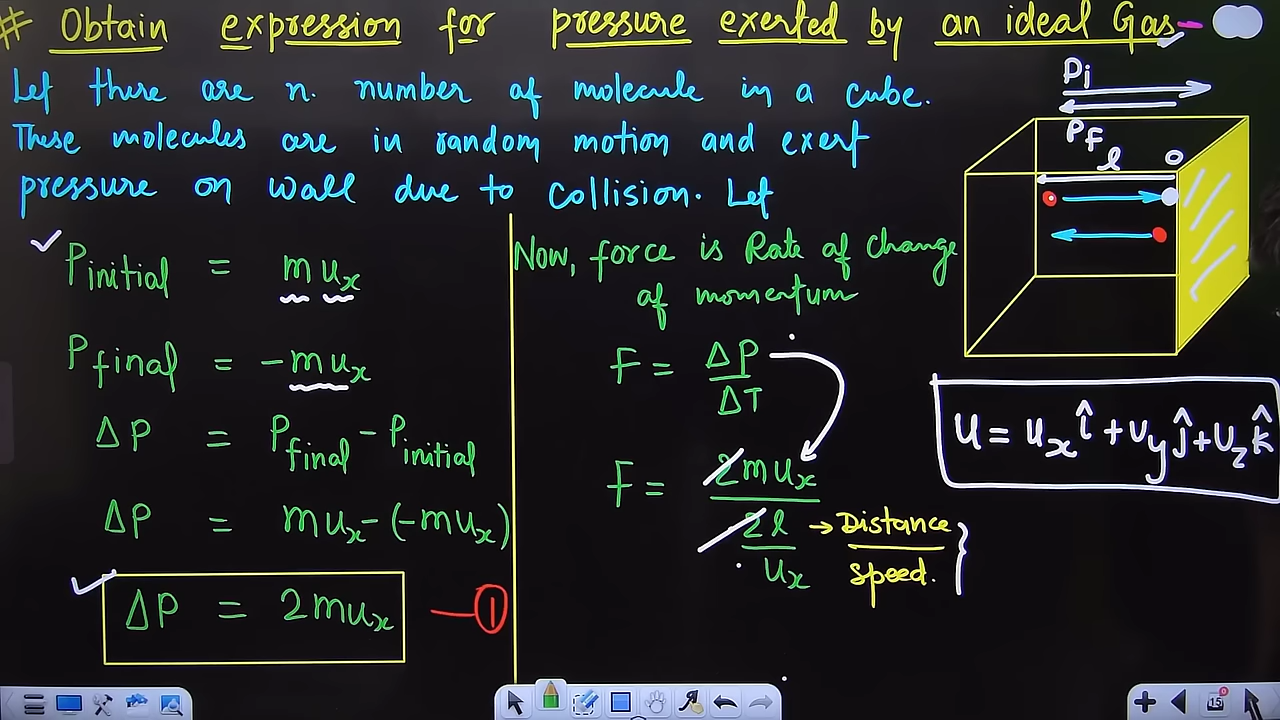 # Obtain expression for pressure exerted by an ideal Gas-
Let there are n. number of molecule in a cube.
These molecules are in random motion and exert
pressure on wall due to collision. Let
Pinitial = mux
Pfinal = -mux
ΔP = Pfinal - Pinitial
ΔP = mux - (-mux)
ΔP = 2mux — ①
Now, force is Rate of change
of momentum
F = ΔP
ΔT
F = 2mux
2l → Distance
ux speed.
Pi
PF
l
U = uxî + vyĵ + Uzk̂
15